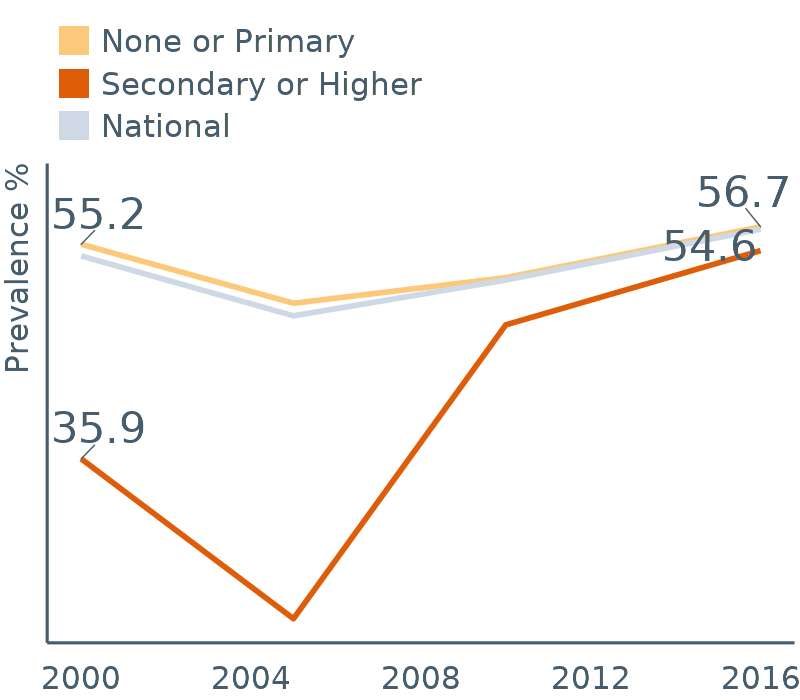 None or Primary
Secondary or Higher
National
Prevalence %
55.2
56.7
54.6
35.9
2000 2004 2008 2012 2016